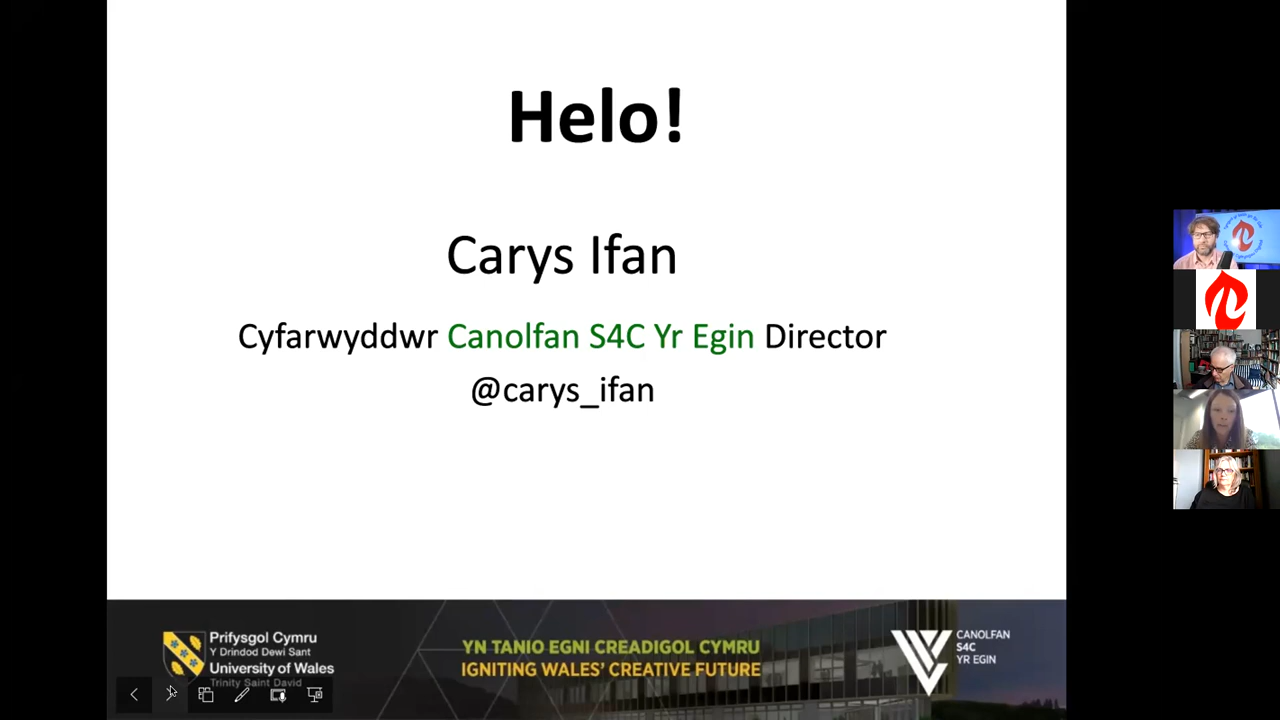 Helo!
Carys Ifan
Cyfarwyddwr Canolfan S4C Yr Egin Director
@carys_ifan
Prifysgol Cymru
Y Drindod Dewi Sant
University of Wales
Trinity Saint David
YN TANIO EGNI CREADIGOL CYMRU
IGNITING WALES' CREATIVE FUTURE
CANOLFAN
S4C
YR EGIN